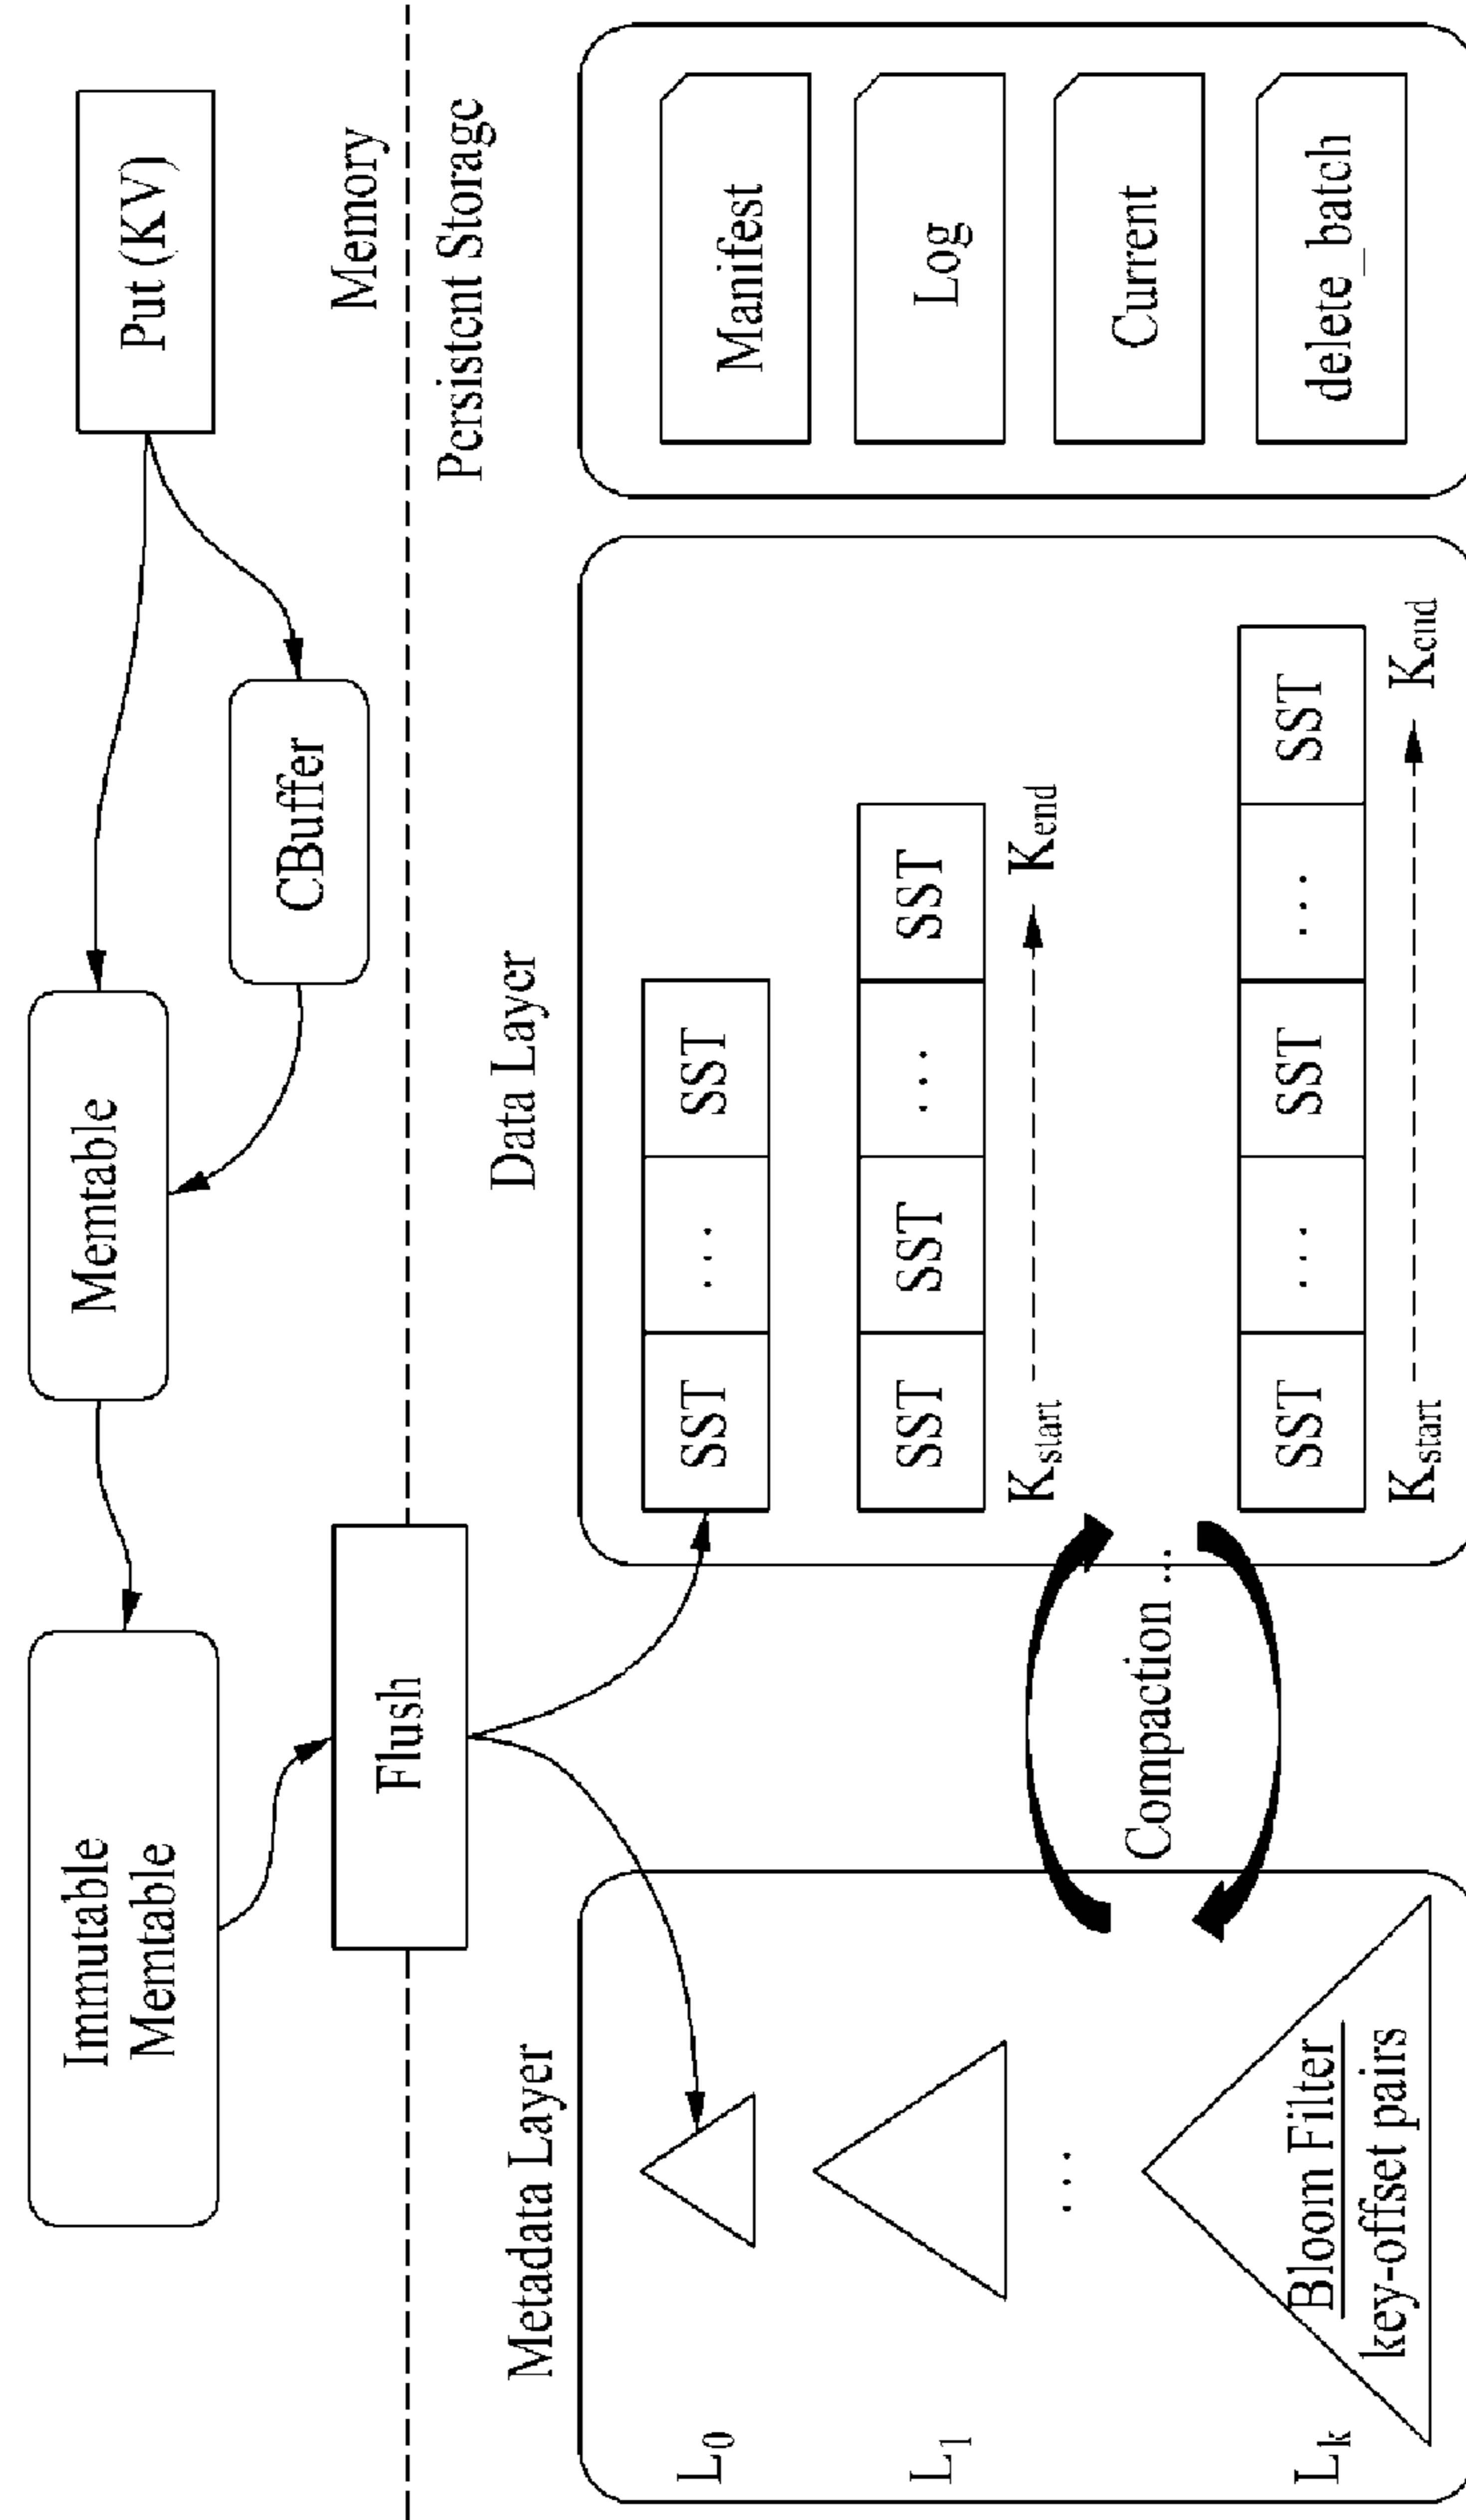 Immutable
Memtable
Memtable
Put (KV)
CBuffer
Memory
Flush
Persistent Storage
Metadata Layer
Data Layer
L0
SST
...
SST
Manifest
L1
SST
SST
...
SST
Log
Kstart
Kend
...
Compaction ...
Current
Lk
Bloom Filter
key-offset pairs
SST
...
SST
...
SST
delete_batch
Kstart
Kend